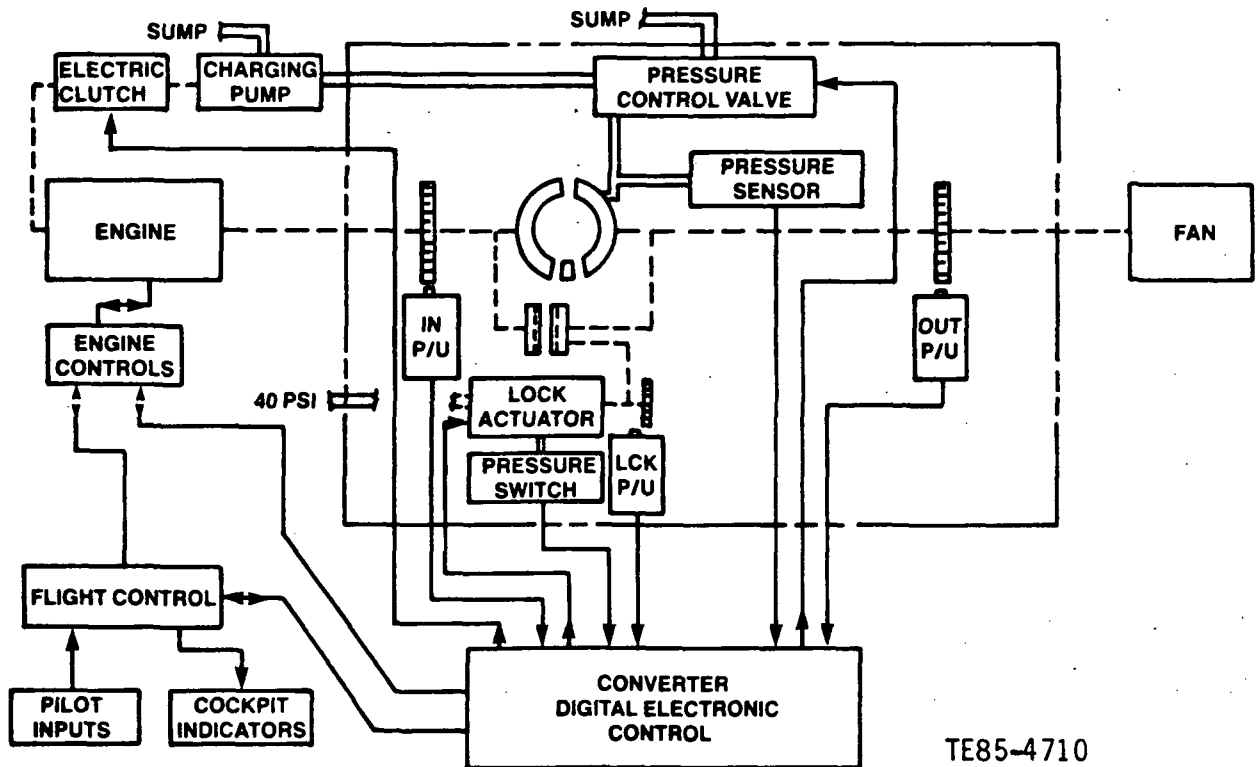 SUMP
SUMP
ELECTRIC
CLUTCH
CHARGING
PUMP
PRESSURE
CONTROL VALVE
PRESSURE
SENSOR
ENGINE
FAN
IN
P/U
OUT
P/U
ENGINE
CONTROLS
40 PSI
LOCK
ACTUATOR
PRESSURE
SWITCH
LCK
P/U
FLIGHT CONTROL
PILOT
INPUTS
COCKPIT
INDICATORS
CONVERTER
DIGITAL ELECTRONIC
CONTROL
TE85-4710